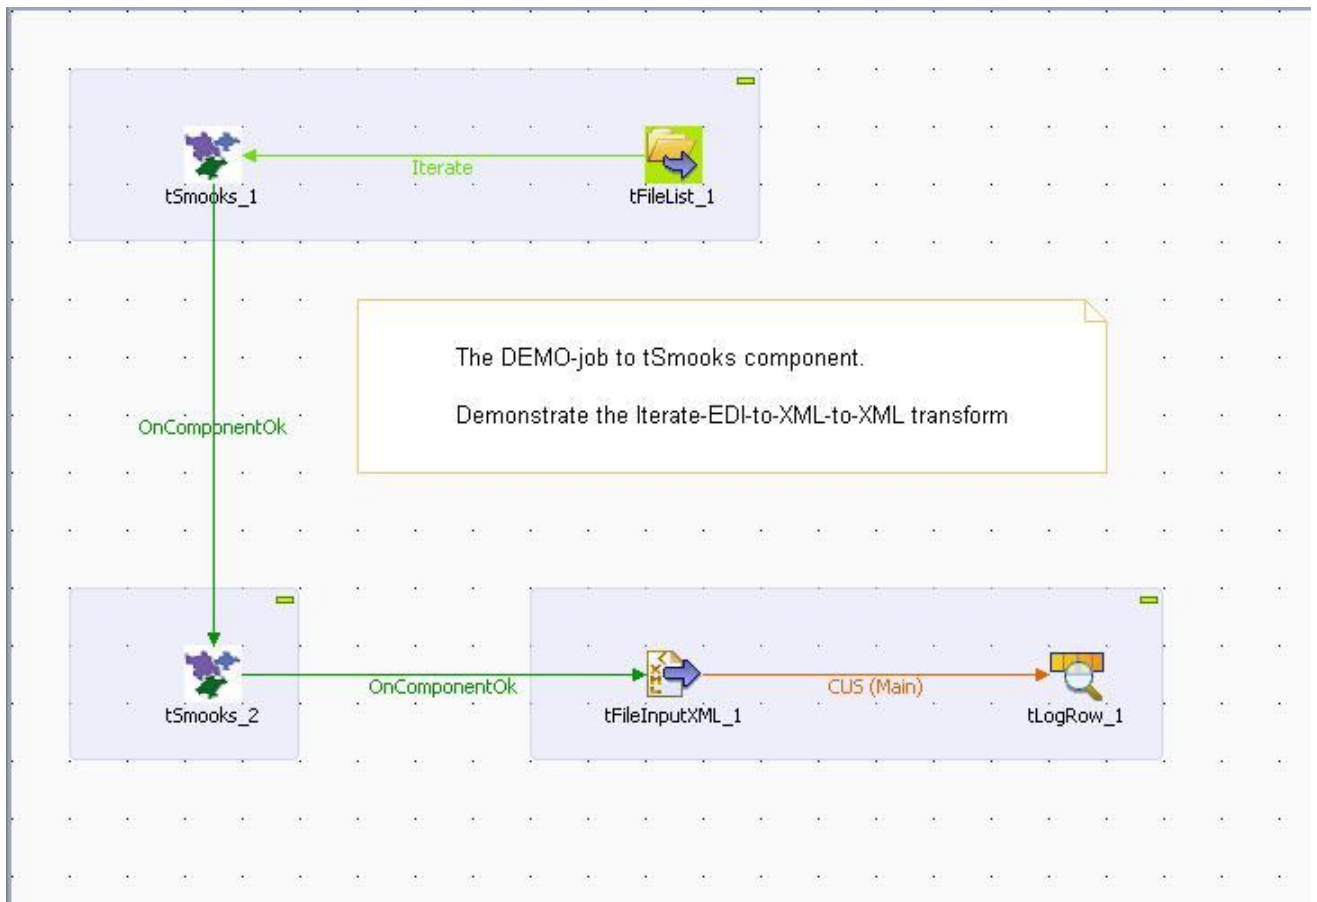 Iterate
tSmooks_1
tFileList_1
The DEMO-job to tSmooks component.
Demonstrate the Iterate-EDI-to-XML-to-XML transform
OnComponentOk
OnComponentOk
CUS (Main)
tSmooks_2
tFileInputXML_1
tLogRow_1